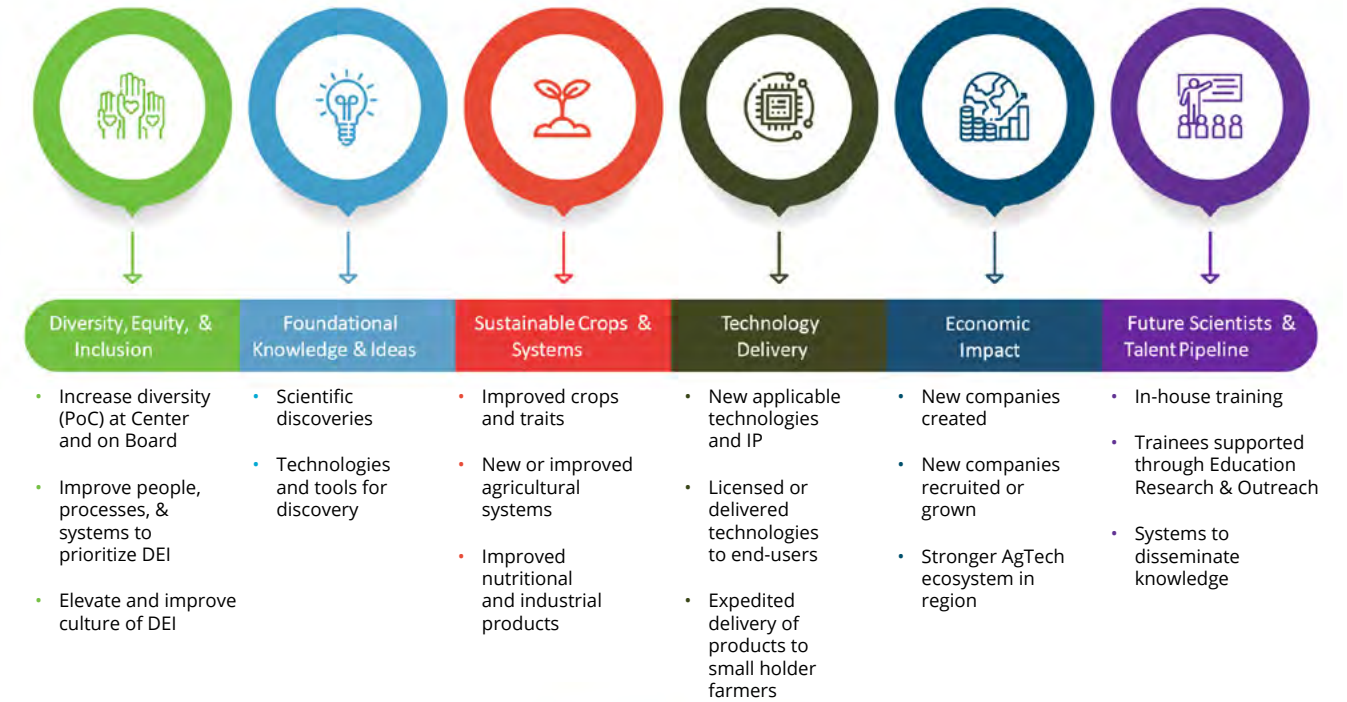 Diversity, Equity, &
Inclusion
Foundational
Knowledge & Ideas
Sustainable Crops &
Systems
Technology
Delivery
Economic
Impact
Future Scientists &
Talent Pipeline
• Increase diversity
(PoC) at Center
and on Board
• Improve people,
processes, &
systems to
prioritize DEI
• Elevate and improve
culture of DEI
• Scientific
discoveries
• Technologies
and tools for
discovery
• Improved crops
and traits
• New or improved
agricultural
systems
• Improved
nutritional
and industrial
products
• New applicable
technologies
and IP
• Licensed or
delivered
technologies
to end-users
• Expedited
delivery of
products to
small holder
farmers
• New companies
created
• New companies
recruited or
grown
• Stronger AgTech
ecosystem in
region
• In-house training
• Trainees supported
through Education
Research & Outreach
• Systems to
disseminate
knowledge